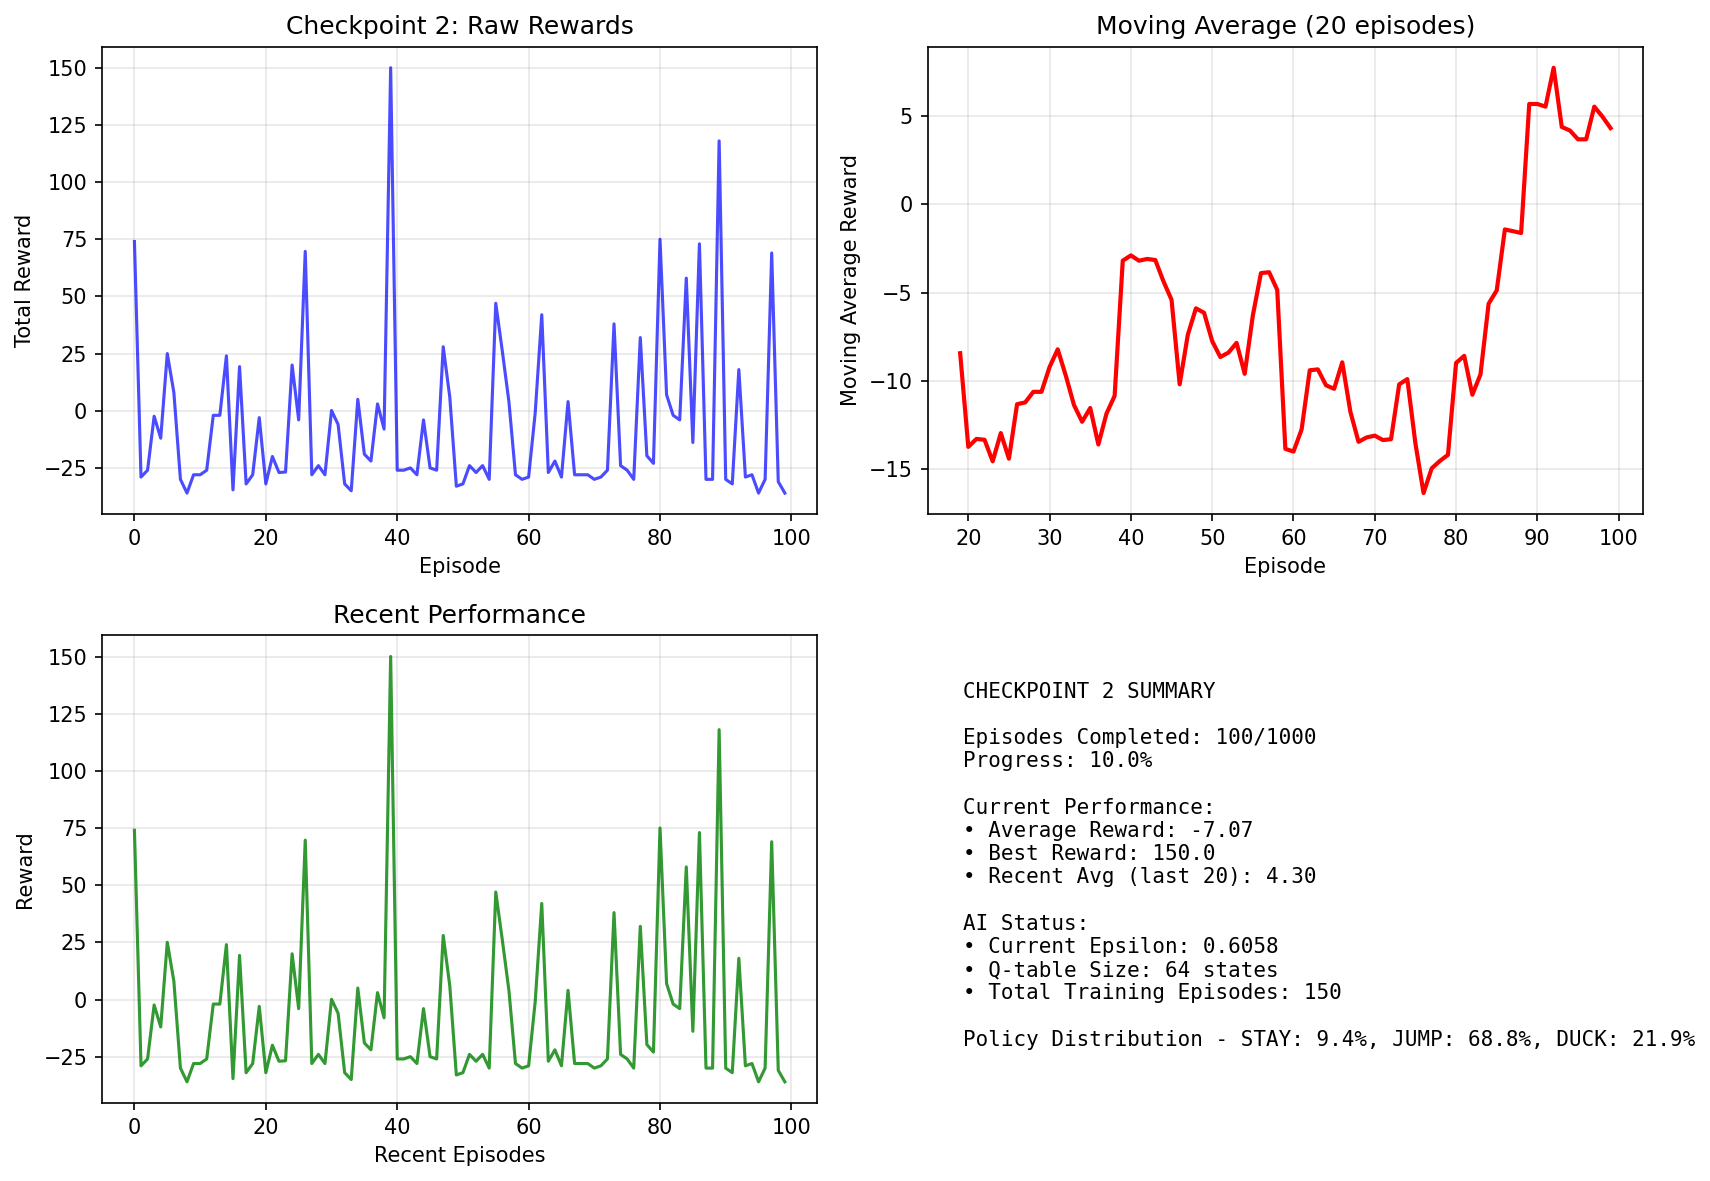 Checkpoint 2: Raw Rewards
150
125
100
75
50
25
0
−25
Total Reward
0 20 40 60 80 100
Episode
Moving Average (20 episodes)
5
0
−5
−10
−15
Moving Average Reward
20 30 40 50 60 70 80 90 100
Episode
Recent Performance
150
125
100
75
50
25
0
−25
Reward
0 20 40 60 80 100
Recent Episodes
CHECKPOINT 2 SUMMARY
Episodes Completed: 100/1000
Progress: 10.0%
Current Performance:
• Average Reward: -7.07
• Best Reward: 150.0
• Recent Avg (last 20): 4.30
AI Status:
• Current Epsilon: 0.6058
• Q-table Size: 64 states
• Total Training Episodes: 150
Policy Distribution - STAY: 9.4%, JUMP: 68.8%, DUCK: 21.9%